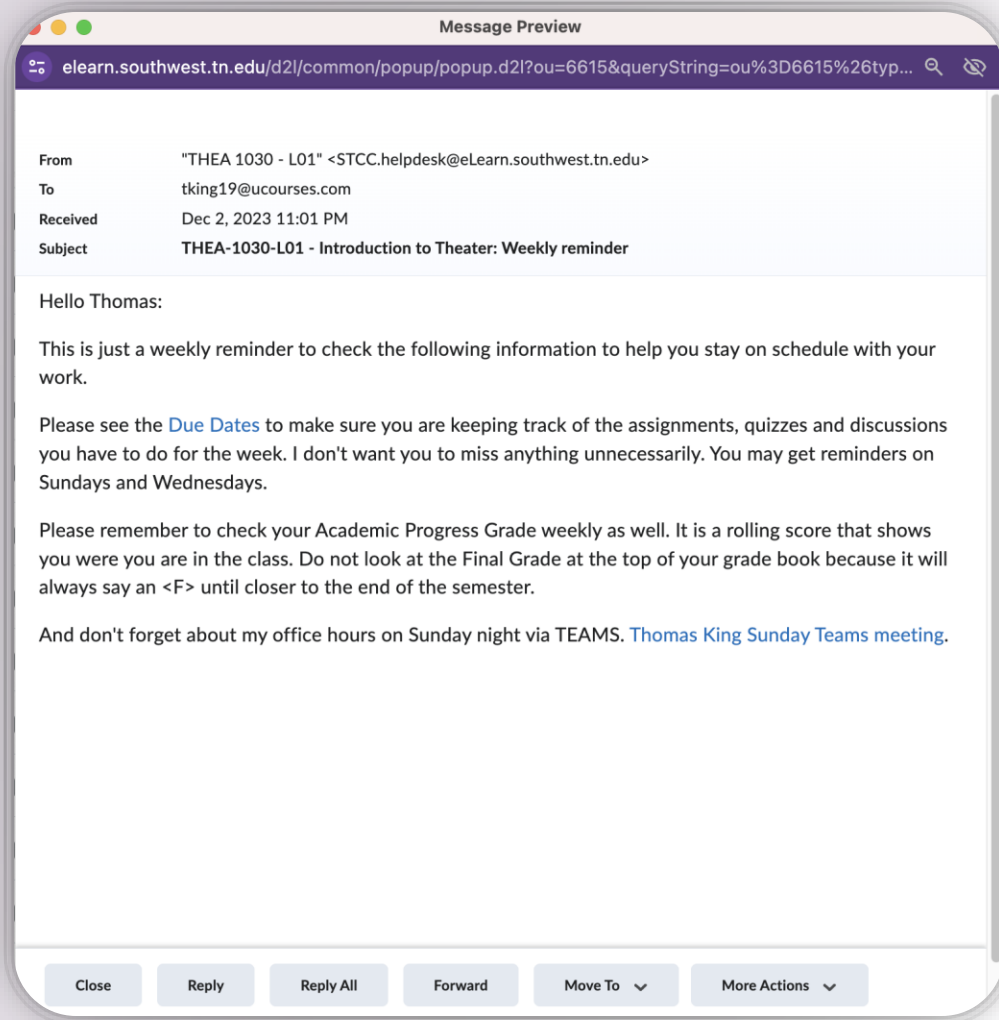 Message Preview
elearn.southwest.tn.edu/d2l/common/popup/popup.d2l?ou=6615&queryString=ou%3D6615%26typ...
From "THEA 1030 - L01" <STCC.helpdesk@eLearn.southwest.tn.edu>
To tking19@ucourses.com
Received Dec 2, 2023 11:01 PM
Subject THEA-1030-L01 - Introduction to Theater: Weekly reminder
Hello Thomas:
This is just a weekly reminder to check the following information to help you stay on schedule with your
work.
Please see the Due Dates to make sure you are keeping track of the assignments, quizzes and discussions
you have to do for the week. I don't want you to miss anything unnecessarily. You may get reminders on
Sundays and Wednesdays.
Please remember to check your Academic Progress Grade weekly as well. It is a rolling score that shows
you were you are in the class. Do not look at the Final Grade at the top of your grade book because it will
always say an <F> until closer to the end of the semester.
And don't forget about my office hours on Sunday night via TEAMS. Thomas King Sunday Teams meeting.
Close Reply Reply All Forward Move To More Actions